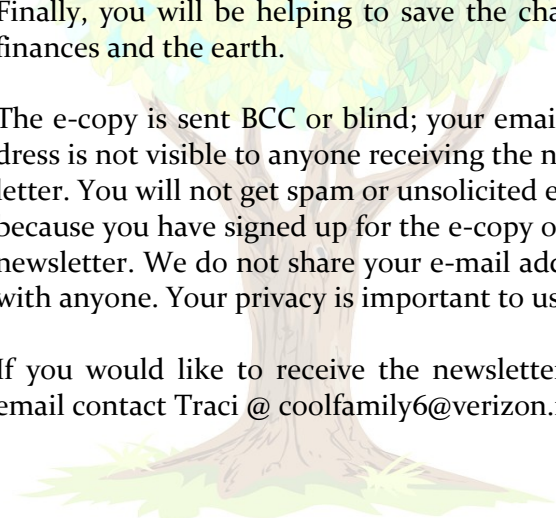 Finally, you will be helping to save the cha
finances and the earth.
The e-copy is sent BCC or blind; your emai
dress is not visible to anyone receiving the n
letter. You will not get spam or unsolicited e
because you have signed up for the e-copy o
newsletter. We do not share your e-mail add
with anyone. Your privacy is important to us
If you would like to receive the newslette
email contact Traci @ coolfamily6@verizon.